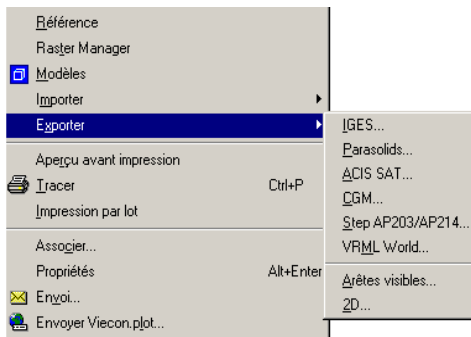 Référence
Raster Manager
Modèles
Importer
Exporter
Aperçu avant impression
Tracer Ctrl+P
Impression par lot
Associer...
Propriétés Alt+Enter
Envoi...
Envoyer Viecon.plot...
IGES...
Parasolids...
ACIS SAT...
CGM...
Step AP203/AP214...
VRML World...
Arêtes visibles...
2D...